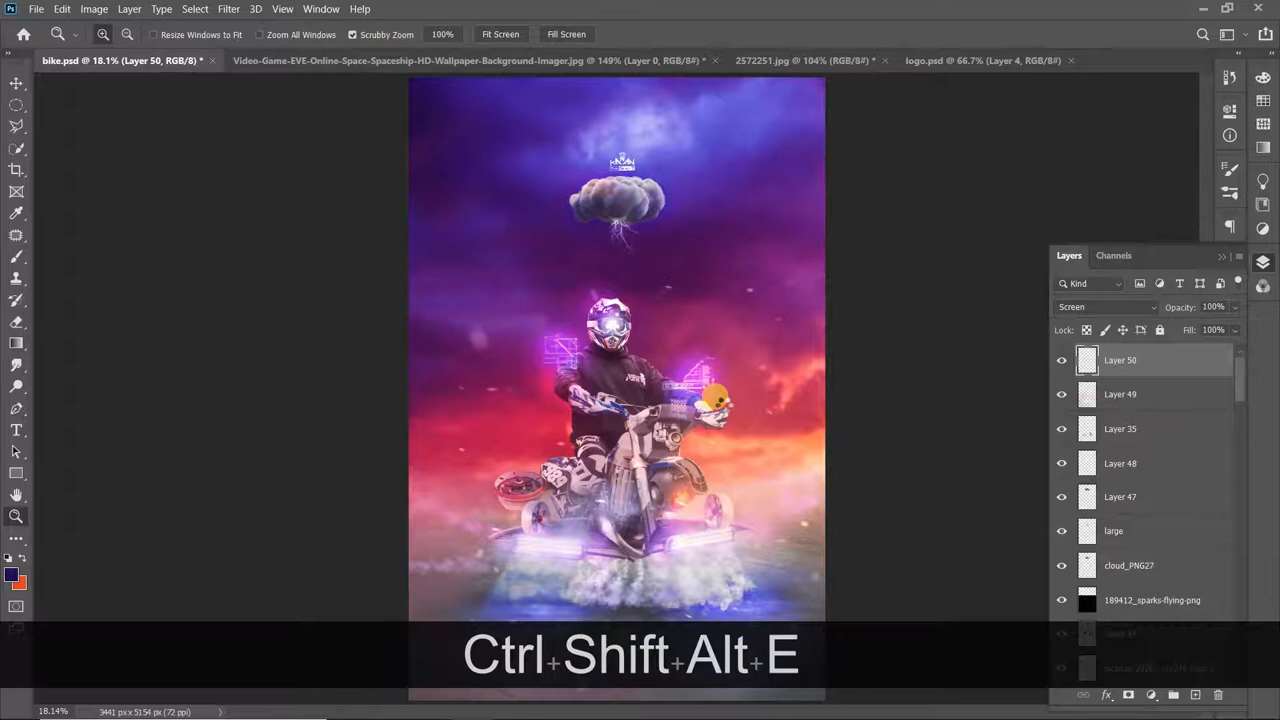 Ps File Edit Image Layer Type Select Filter 3D View Window Help
Resize Windows to Fit Zoom All Windows Scrubby Zoom 100% Fit Screen Fill Screen
bike.psd @ 18.1% (Layer 50, RGB/8) * × Video-Game-EVE-Online-Space-Spaceship-HD-Wallpaper-Background-Imager.jpg @ 149% (Layer 0, RGB/8#) * × 2572251.jpg @ 104% (RGB/8#) * × logo.psd @ 66.7% (Layer 4, RGB/8#) ×
Layers Channels
Kind
Screen Opacity: 100%
Lock: Fill: 100%
Layer 50
Layer 49
Layer 35
Layer 48
Layer 47
large
cloud_PNG27
189412_sparks-flying-png
389
Ctrl+Shift+Alt+E
fx
18.14% 3441 px x 5154 px (72 ppi)